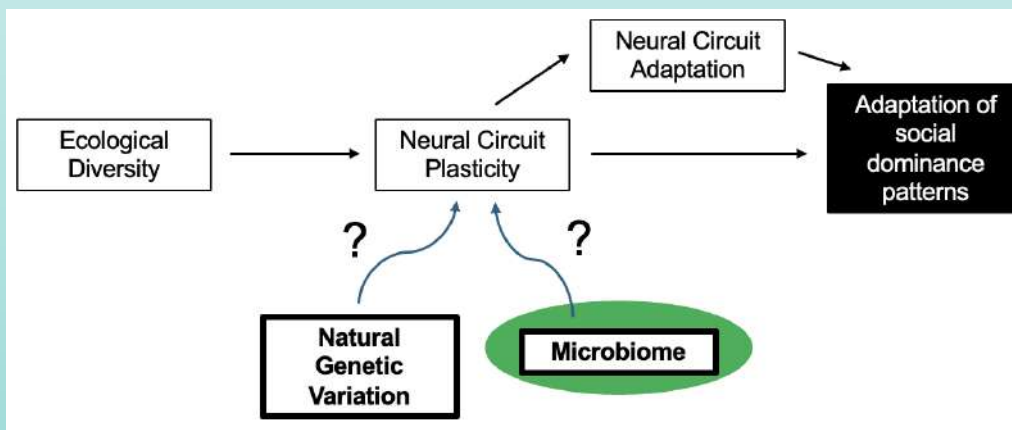 Neural Circuit
Adaptation
Ecological
Diversity
Neural Circuit
Plasticity
Adaptation of
social
dominance
patterns
?
?
Natural
Genetic
Variation
Microbiome